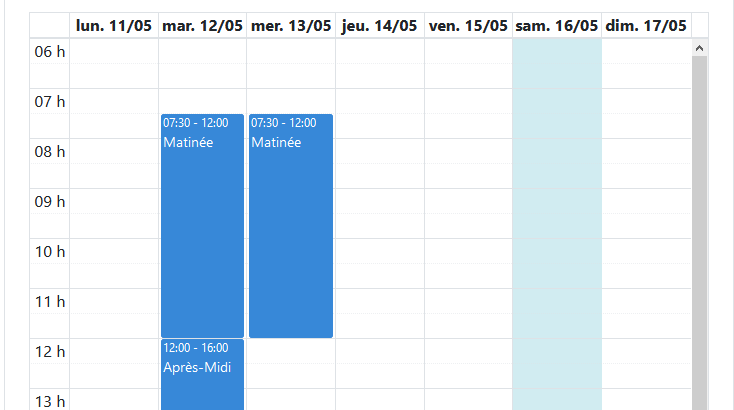 lun. 11/05 mar. 12/05 mer. 13/05 jeu. 14/05 ven. 15/05 sam. 16/05 dim. 17/05
06 h
07 h
07:30 - 12:00 07:30 - 12:00
Matinée Matinée
08 h
09 h
10 h
11 h
12:00 - 16:00
12 h
Après-Midi
13 h